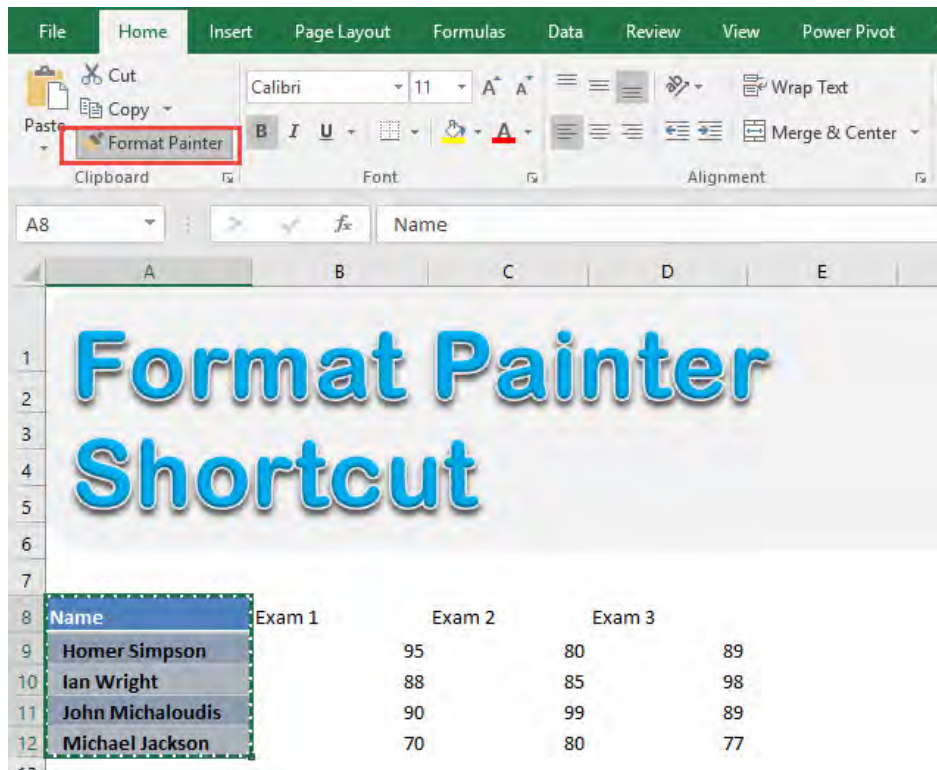 File Home Insert Page Layout Formulas Data Review View Power Pivot
Cut
Calibri 11 A A Wrap Text
Copy
Paste
Format Painter B I U A Merge & Center
Clipboard Font Alignment
A8 fx Name
A B C D E
1
Format Painter
2
3
4
Shortcut
5
6
7
8 Name Exam 1 Exam 2 Exam 3
9 Homer Simpson 95 80 89
10 Ian Wright 88 85 98
11 John Michaloudis 90 99 89
12 Michael Jackson 70 80 77